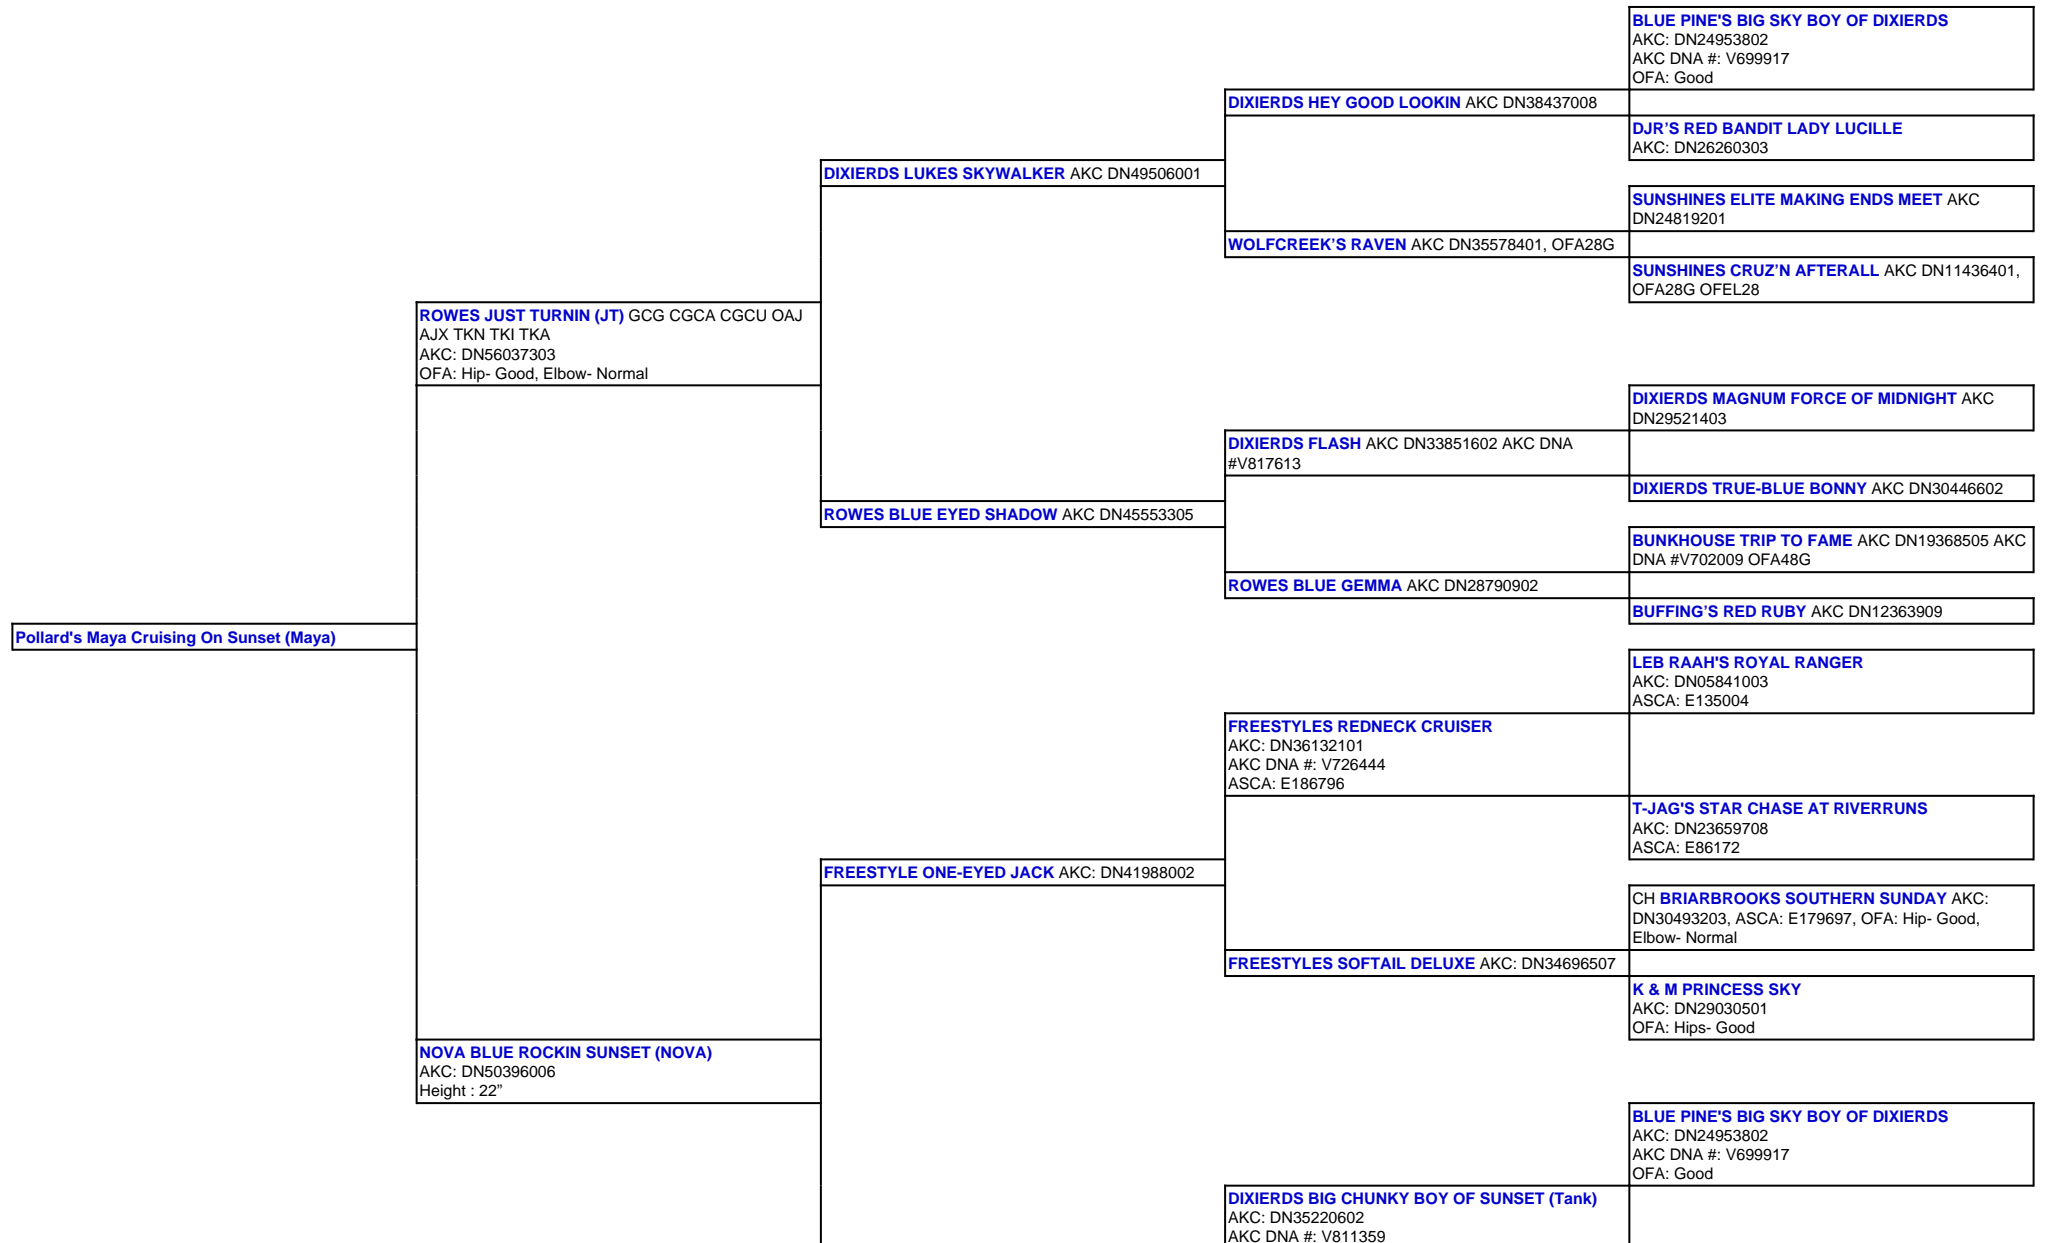 BLUE PINE'S BIG SKY BOY OF DIXIERDS
AKC: DN24953802
AKC DNA #: V699917
OFA: Good
DIXIERDS HEY GOOD LOOKIN AKC DN38437008
DJR’S RED BANDIT LADY LUCILLE
AKC: DN26260303
DIXIERDS LUKES SKYWALKER AKC DN49506001
SUNSHINES ELITE MAKING ENDS MEET AKC
DN24819201
WOLFCREEK’S RAVEN AKC DN35578401, OFA28G
SUNSHINES CRUZ’N AFTERALL AKC DN11436401,
OFA28G OFEL28
ROWES JUST TURNIN (JT) GCG CGCA CGCU OAJ
AJX TKN TKI TKA
AKC: DN56037303
OFA: Hip- Good, Elbow- Normal
DIXIERDS MAGNUM FORCE OF MIDNIGHT AKC
DN29521403
DIXIERDS FLASH AKC DN33851602 AKC DNA
#V817613
DIXIERDS TRUE-BLUE BONNY AKC DN30446602
ROWES BLUE EYED SHADOW AKC DN45553305
BUNKHOUSE TRIP TO FAME AKC DN19368505 AKC
DNA #V702009 OFA48G
ROWES BLUE GEMMA AKC DN28790902
BUFFING’S RED RUBY AKC DN12363909
Pollard's Maya Cruising On Sunset (Maya)
LEB RAAH'S ROYAL RANGER
AKC: DN05841003
ASCA: E135004
FREESTYLES REDNECK CRUISER
AKC: DN36132101
AKC DNA #: V726444
ASCA: E186796
T-JAG'S STAR CHASE AT RIVERRUNS
AKC: DN23659708
ASCA: E86172
FREESTYLE ONE-EYED JACK AKC: DN41988002
CH BRIARBROOKS SOUTHERN SUNDAY AKC:
DN30493203, ASCA: E179697, OFA: Hip- Good,
Elbow- Normal
FREESTYLES SOFTAIL DELUXE AKC: DN34696507
K & M PRINCESS SKY
AKC: DN29030501
OFA: Hips- Good
NOVA BLUE ROCKIN SUNSET (NOVA)
AKC: DN50396006
Height : 22”
BLUE PINE'S BIG SKY BOY OF DIXIERDS
AKC: DN24953802
AKC DNA #: V699917
OFA: Good
DIXIERDS BIG CHUNKY BOY OF SUNSET (Tank)
AKC: DN35220602
AKC DNA #: V811359